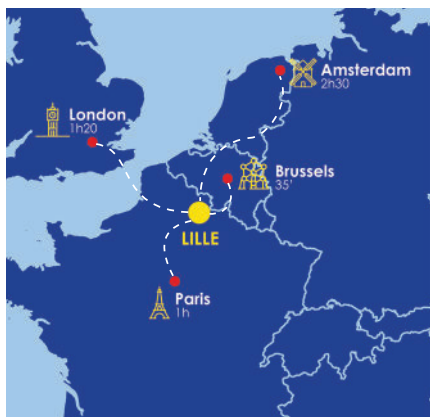 Amsterdam
2h30
London
1h20
Brussels
35'
LILLE
Paris
1h